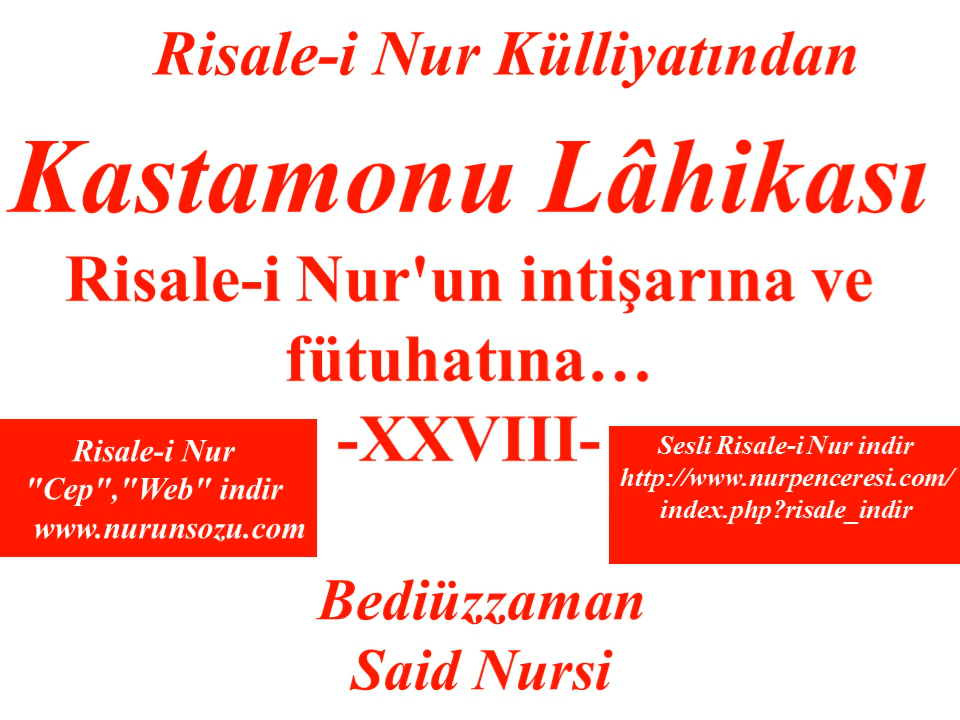 Risale-i Nur Külliyatından
Kastamonu Lâhikası
Risale-i Nur'un intişarına ve
fütuhatına…
-XXVIII-
Risale-i Nur
"Cep","Web" indir
www.nurunsozu.com
Sesli Risale-i Nur indir
http://www.nurpenceresi.com/
index.php?risale_indir
Bediüzzaman
Said Nursi